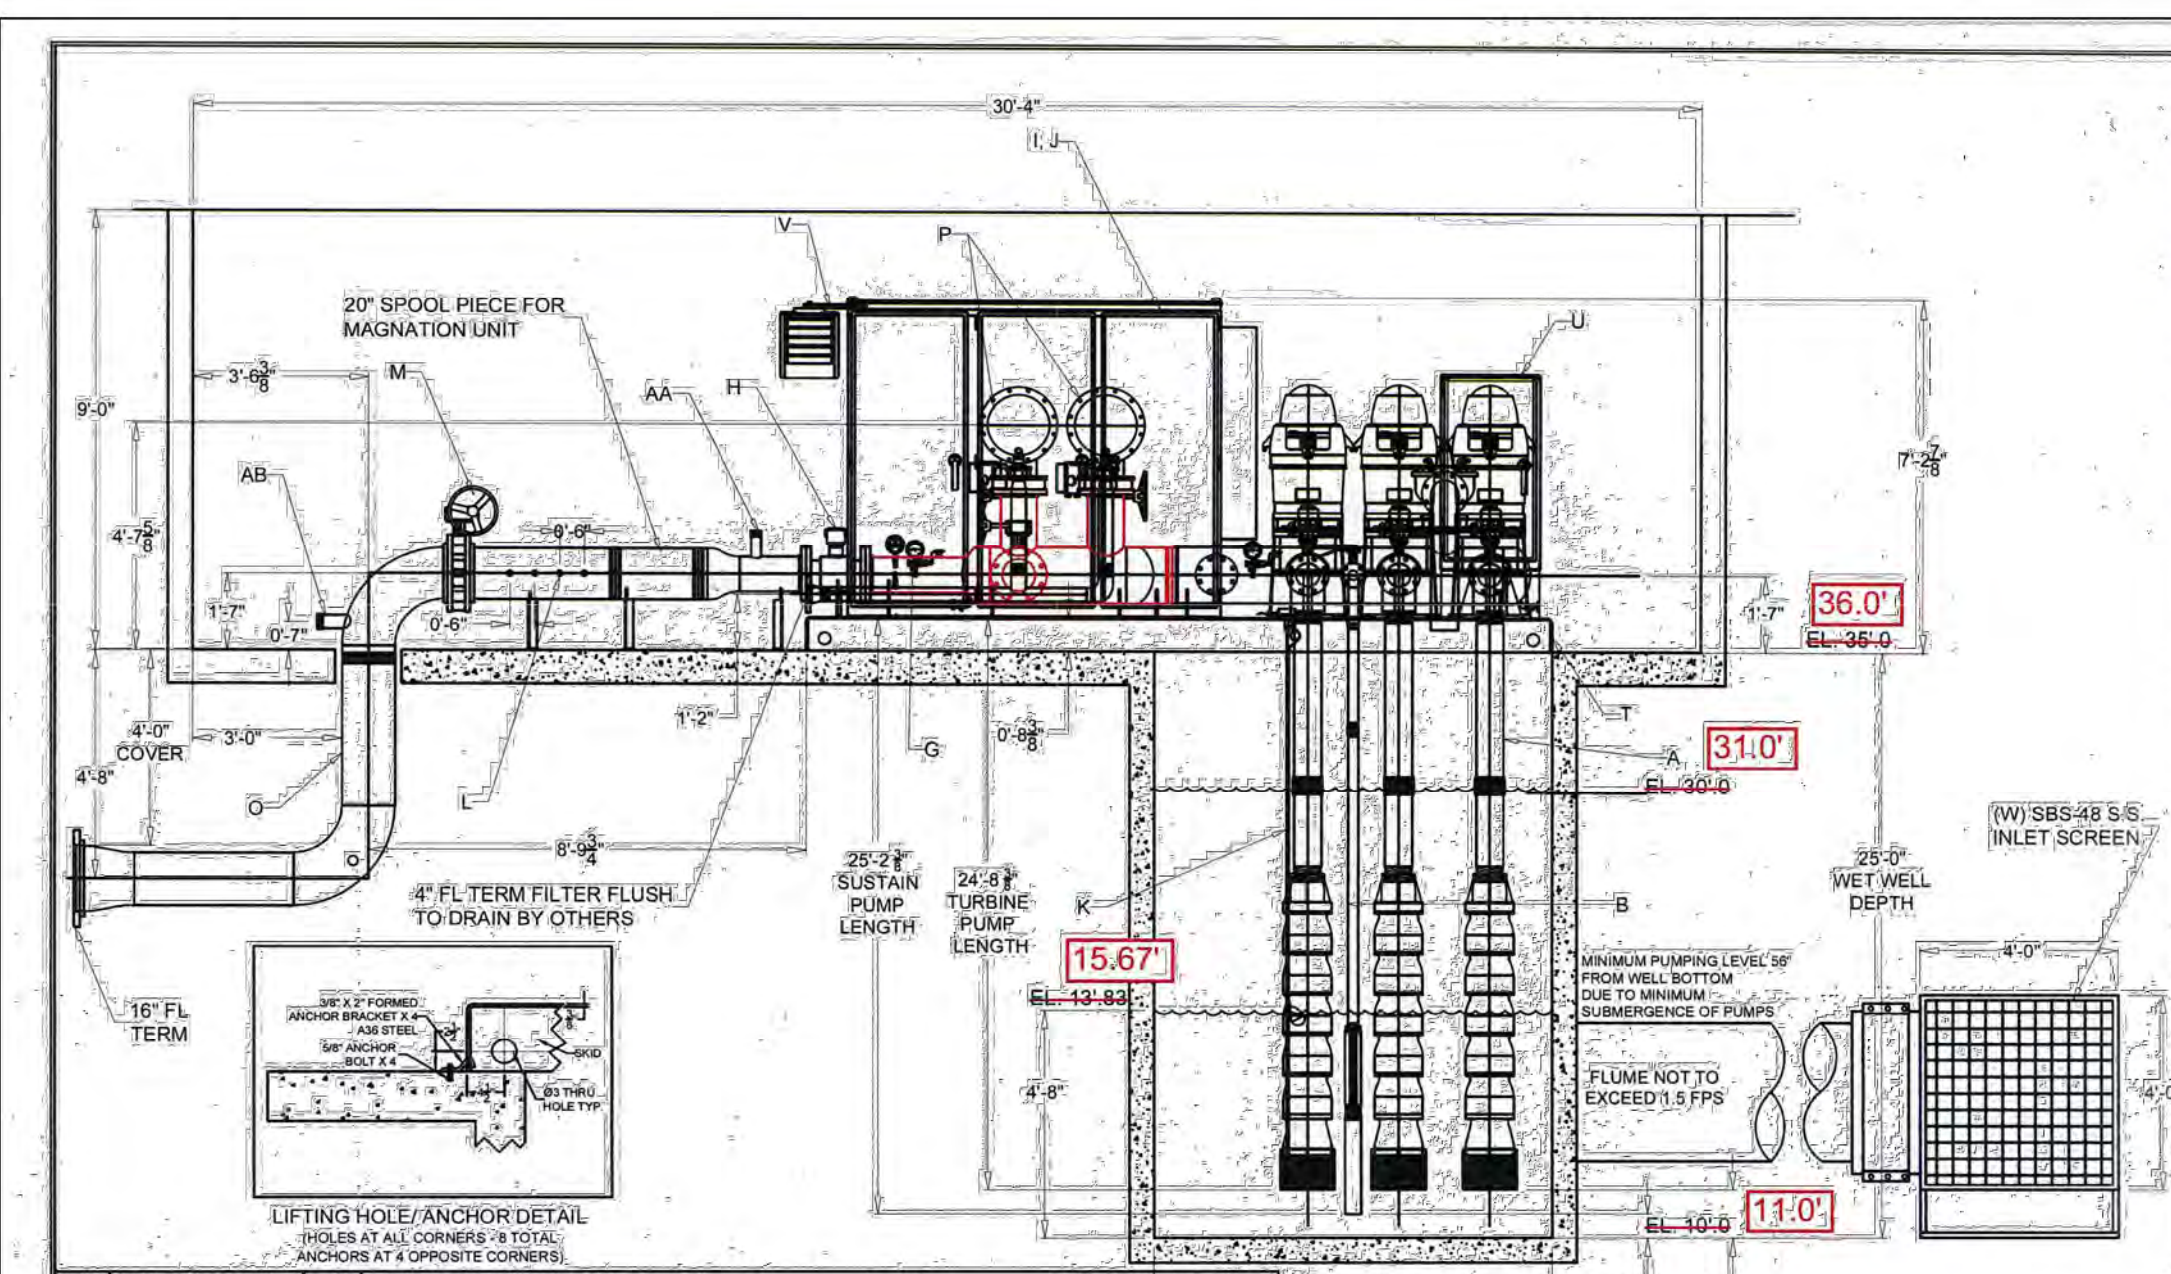 30'-4"
I, J
V
P
20" SPOOL PIECE FOR
MAGNATION UNIT
U
3'-6 3/8"
M
AA
H
9'-0"
7'-2 7/8"
AB
4'-7 5/8"
0'-6"
1'-7"
0'-7"
0'-6"
1'-7"
36.0'
EL. 35'.0
4'-0"
COVER
3'-0"
1'-2"
G
0'-8 3/8"
T
A
31.0'
EL. 30'.0
4'-8"
O
L
8'-9 3/4"
(W) SBS-48 S.S.
INLET SCREEN
4" FL TERM FILTER FLUSH
TO DRAIN BY OTHERS
25'-2 3/8"
SUSTAIN
PUMP
LENGTH
24'-8 3/8"
TURBINE
PUMP
LENGTH
K
B
25'-0"
WET WELL
DEPTH
15.67'
EL. 13'.83
4'-0"
MINIMUM PUMPING LEVEL 56"
FROM WELL BOTTOM
DUE TO MINIMUM
SUBMERGENCE OF PUMPS
16" FL
TERM
3/8" X 2" FORMED
ANCHOR BRACKET X 4
A36 STEEL
5/8" ANCHOR
BOLT X 4
SKID
Ø3 THRU
HOLE TYP.
4'-8"
FLUME NOT TO
EXCEED 1.5 FPS
LIFTING HOLE/ ANCHOR DETAIL
(HOLES AT ALL CORNERS - 8 TOTAL
ANCHORS AT 4 OPPOSITE CORNERS)
EL. 10'.0
11.0'